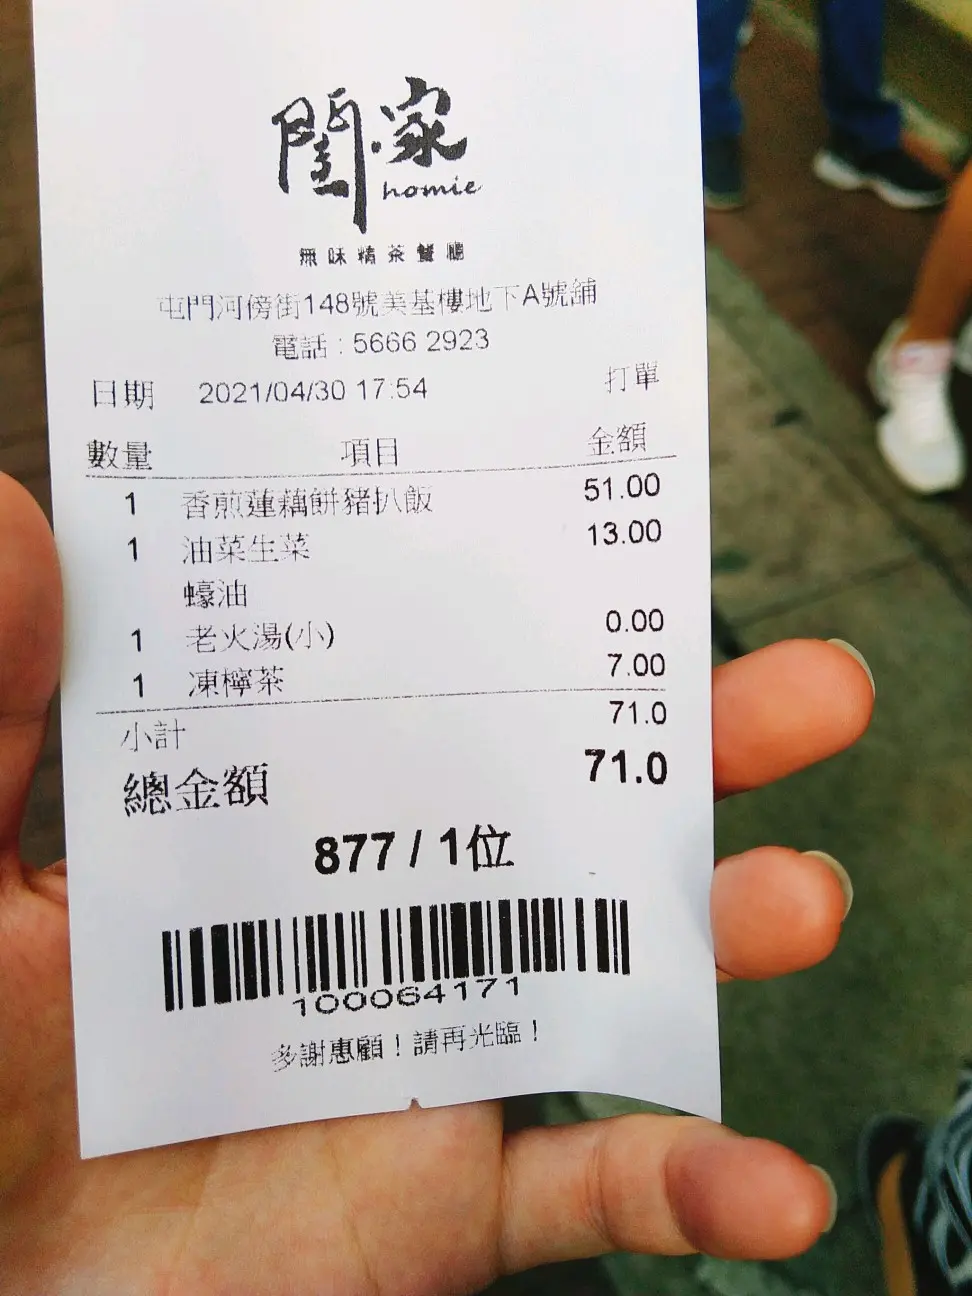 閨.家
homie
無味精茶餐廳
屯門河傍街148號美基樓地下A號舖
電話 : 5666 2923
日期 2021/04/30 17:54 打單
數量 項目 金額
1 香煎蓮藕餅豬扒飯 51.00
1 油菜生菜 13.00
蠔油
1 老火湯(小) 0.00
1 凍檸茶 7.00
小計 71.0
總金額 71.0
877 / 1位
100064171
多謝惠顧！請再光臨！